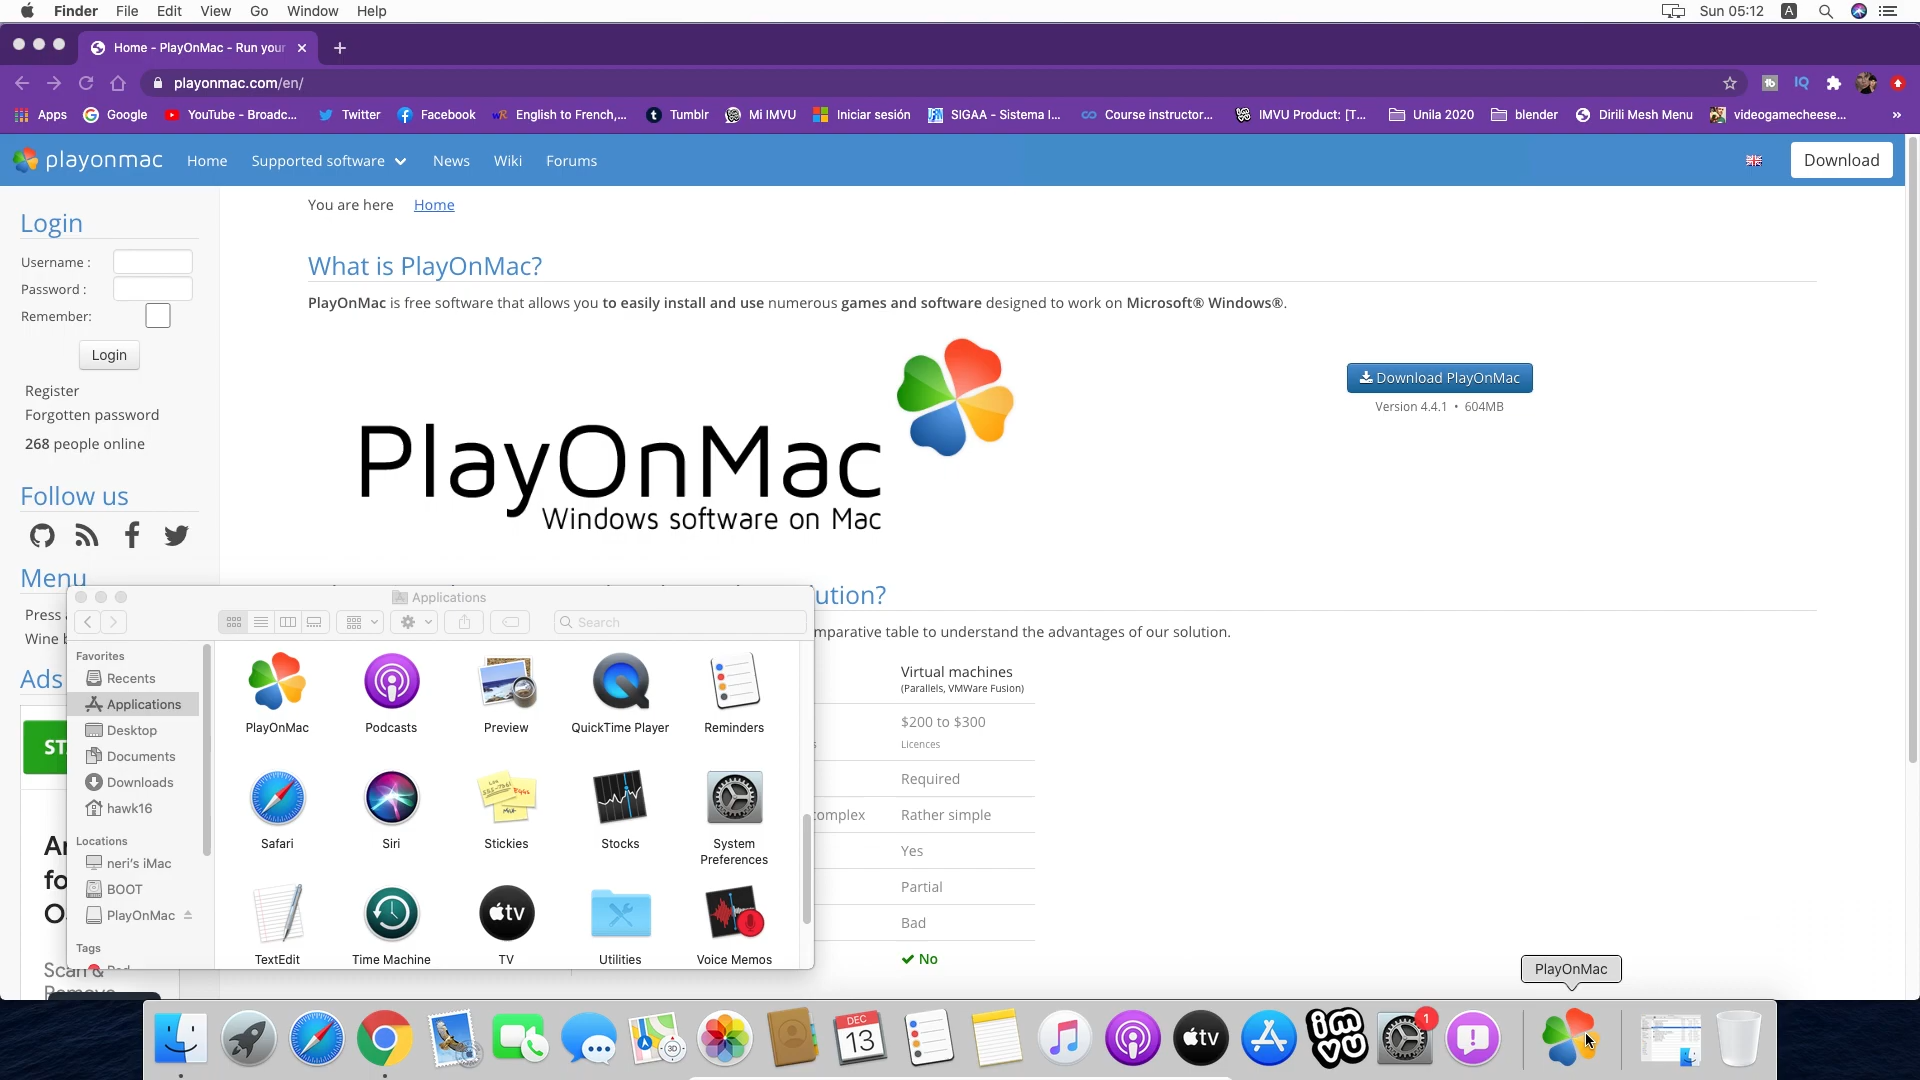 Finder File Edit View Go Window Help Sun 05:12 A
Home - PlayOnMac - Run your
playonmac.com/en/
Apps Google YouTube - Broadc... Twitter Facebook English to French,... Tumblr Mi IMVU Iniciar sesión SIGAA - Sistema I... Course instructor... IMVU Product: [T... Unila 2020 blender Dirili Mesh Menu videogamecheese... »
playonmac Home Supported software News Wiki Forums Download
You are here Home
Login
Username :
Password :
Remember:
Login
Register
Forgotten password
268 people online
Follow us
Menu
Press
Wine
Ads
What is PlayOnMac?
PlayOnMac is free software that allows you to easily install and use numerous games and software designed to work on Microsoft® Windows®.
PlayOnMac
Windows software on Mac
Download PlayOnMac
Version 4.4.1 • 604MB
ution?
mparative table to understand the advantages of our solution.
Virtual machines
(Parallels, VMWare Fusion)
$200 to $300
Licences
Required
omplex Rather simple
Yes
Partial
Bad
No
Applications
Search
Favorites
Recents
Applications
Desktop
Documents
Downloads
hawk16
Locations
neri's iMac
BOOT
PlayOnMac
Tags
PlayOnMac Podcasts Preview QuickTime Player Reminders
Safari Siri Stickies Stocks System Preferences
TextEdit Time Machine TV Utilities Voice Memos
Scan &
Remove
PlayOnMac
DEC
13
3D
tv
imvu
1